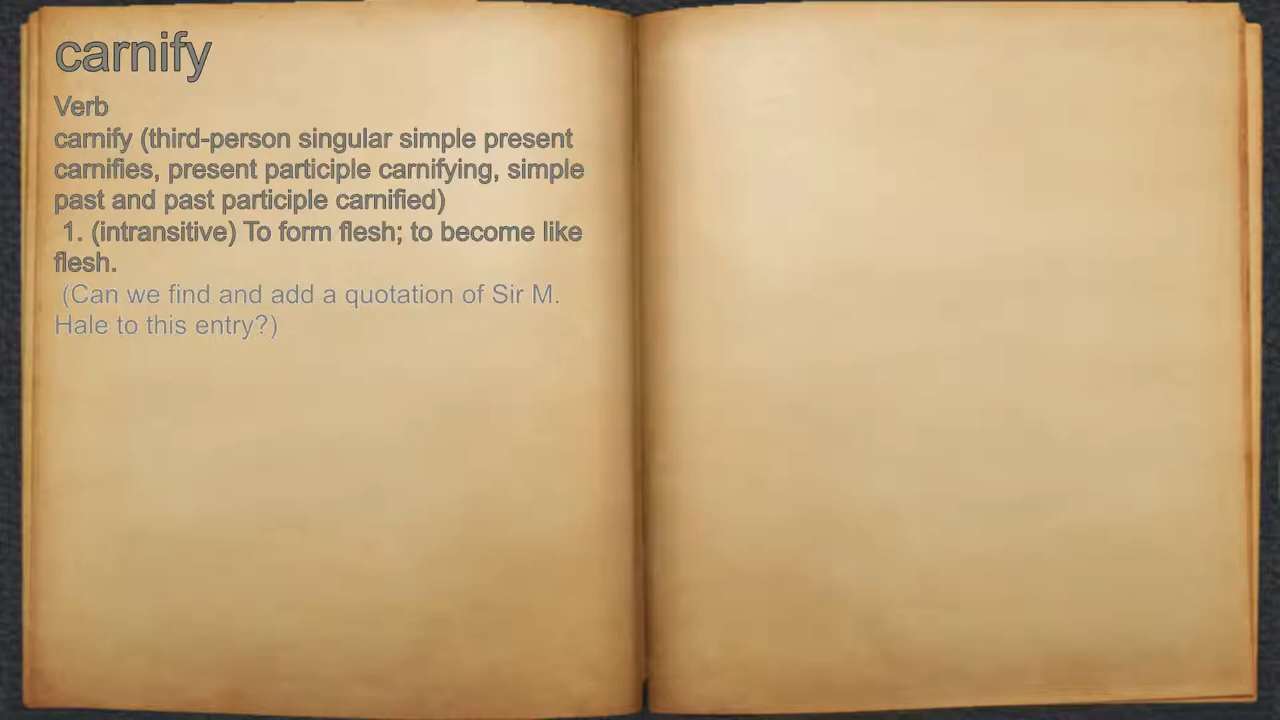 carnify
Verb
carnify (third-person singular simple present
carnifies, present participle carnifying, simple
past and past participle carnified)
1. (intransitive) To form flesh; to become like
flesh.
(Can we find and add a quotation of Sir M.
Hale to this entry?)